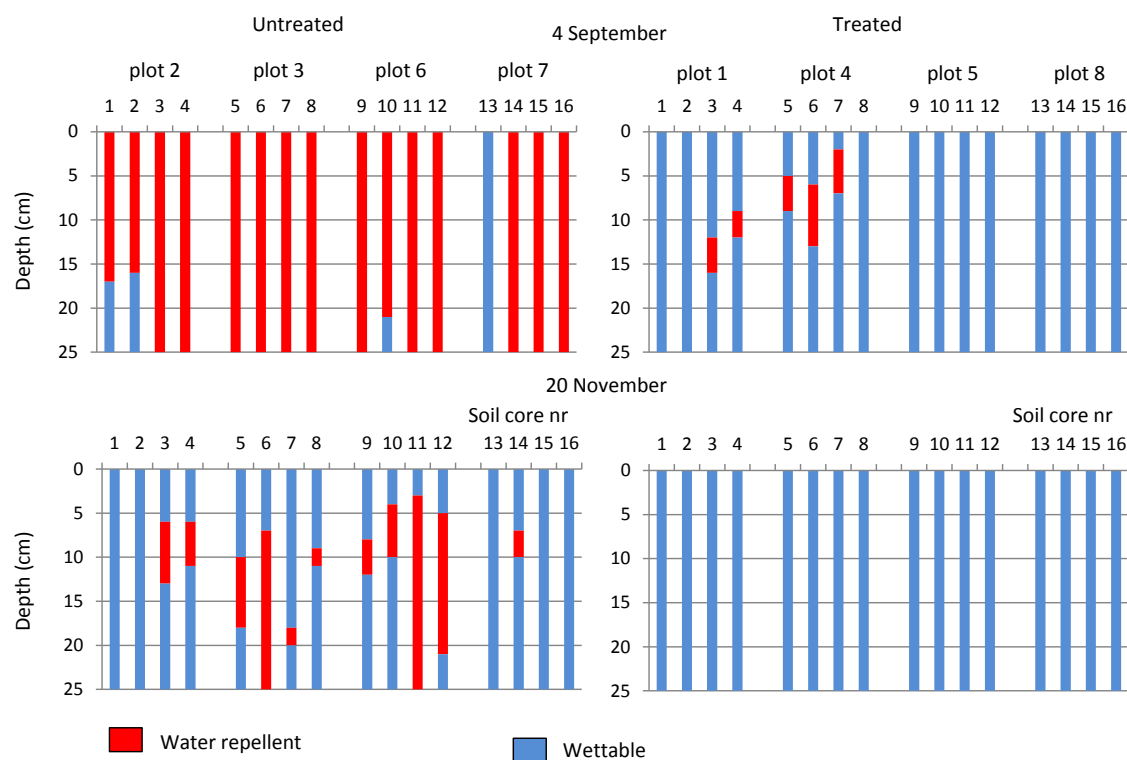 Untreated 4 September Treated
plot 2 plot 3 plot 6 plot 7 plot 1 plot 4 plot 5 plot 8
1 2 3 4 5 6 7 8 9 10 11 12 13 14 15 16 1 2 3 4 5 6 7 8 9 10 11 12 13 14 15 16
0 0
5 5
10 10
15 15
20 20
25 25
Depth (cm)
20 November
Soil core nr Soil core nr
1 2 3 4 5 6 7 8 9 10 11 12 13 14 15 16 1 2 3 4 5 6 7 8 9 10 11 12 13 14 15 16
0 0
5 5
10 10
15 15
20 20
25 25
Depth (cm)
Water repellent Wettable